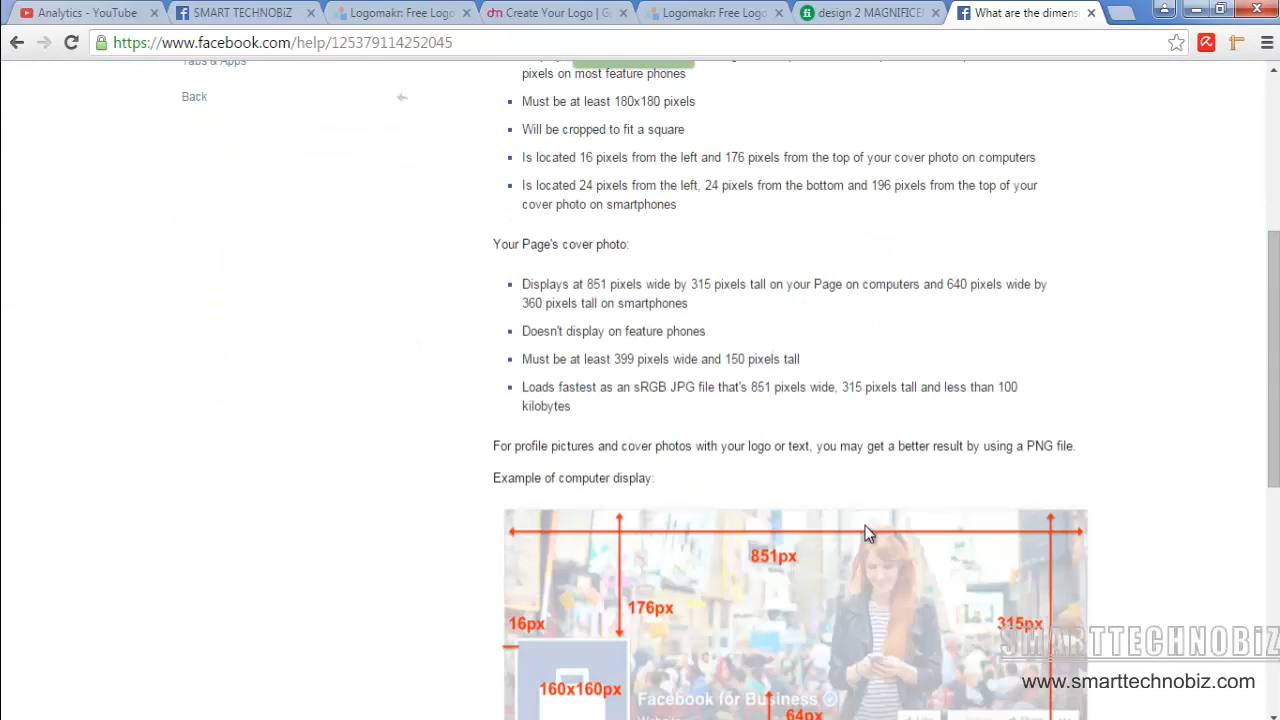 Analytics - YouTube
SMART TECHNOBiZ
Logomakr: Free Logo
Create Your Logo | Gu
Logomakr: Free Logo
design 2 MAGNIFICE
What are the dimensi
https://www.facebook.com/help/125379114252045
Tabs & Apps
Back
pixels on most feature phones
Must be at least 180x180 pixels
Will be cropped to fit a square
Is located 16 pixels from the left and 176 pixels from the top of your cover photo on computers
Is located 24 pixels from the left, 24 pixels from the bottom and 196 pixels from the top of your
cover photo on smartphones
Your Page's cover photo:
Displays at 851 pixels wide by 315 pixels tall on your Page on computers and 640 pixels wide by
360 pixels tall on smartphones
Doesn't display on feature phones
Must be at least 399 pixels wide and 150 pixels tall
Loads fastest as an sRGB JPG file that's 851 pixels wide, 315 pixels tall and less than 100
kilobytes
For profile pictures and cover photos with your logo or text, you may get a better result by using a PNG file.
Example of computer display:
851px
176px
16px
315px
160x160px
Facebook for Business
64px
SMARTTECHNOBiZ
www.smarttechnobiz.com